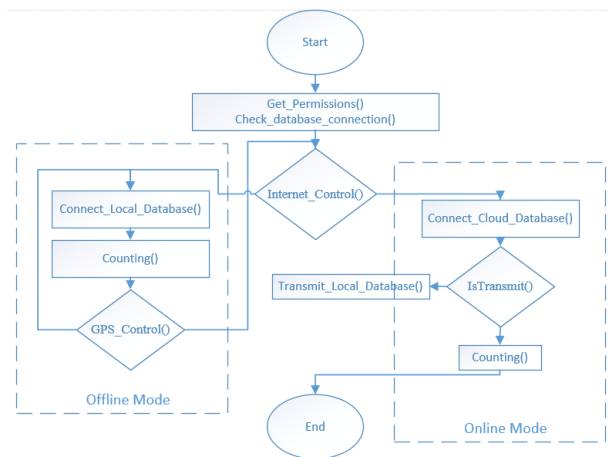 Start
Get_Permissions()
Check_database_connection()
Internet_Control()
Connect_Local_Database()
Counting()
GPS_Control()
Offline Mode
Connect_Cloud_Database()
IsTransmit()
Transmit_Local_Database()
Counting()
End
Online Mode